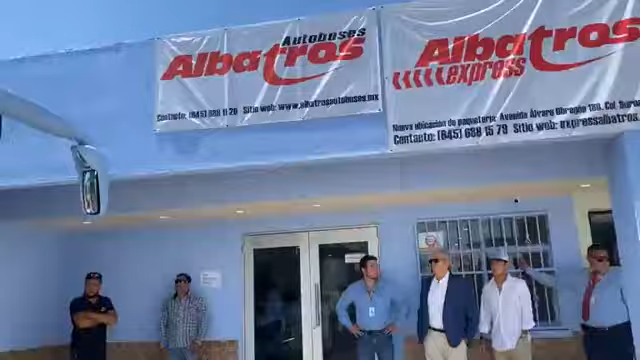 Autobuses
Albatros
Contacto: (645) 688 11 20 Sitio web: www.albatrosautobuses.mx
Albatros
express
Nueva ubicación de paquetería: Avenida Álvaro Obregón 180, Col.
Contacto: (645) 688 15 79 Sitio web: expressalbatros.